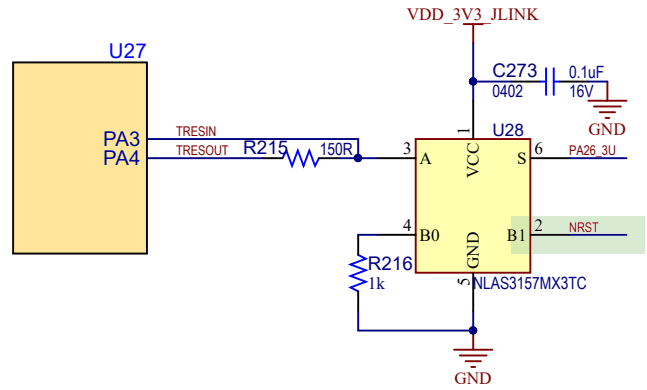 VDD_3V3_JLINK
U27
C273
0.1uF
0402
16V
GND
1
U28
PA3
TRESIN
PA4
TRESOUT
R215
150R
3
A
VCC
S
6
PA26_3U
4
B0
B1
2
NRST
GND
R216
1k
5
NLAS3157MX3TC
GND